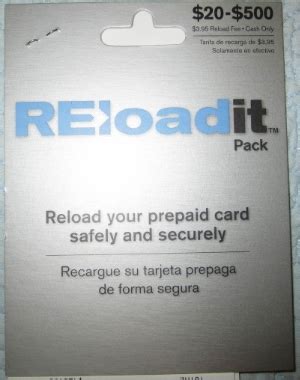 $20-$500
$3.95 Reload Fee • Cash Only
Tarifa de recarga de $3.95
Solamente en efectivo
REloadit™
Pack
Reload your prepaid card
safely and securely
Recargue su tarjeta prepaga
de forma segura